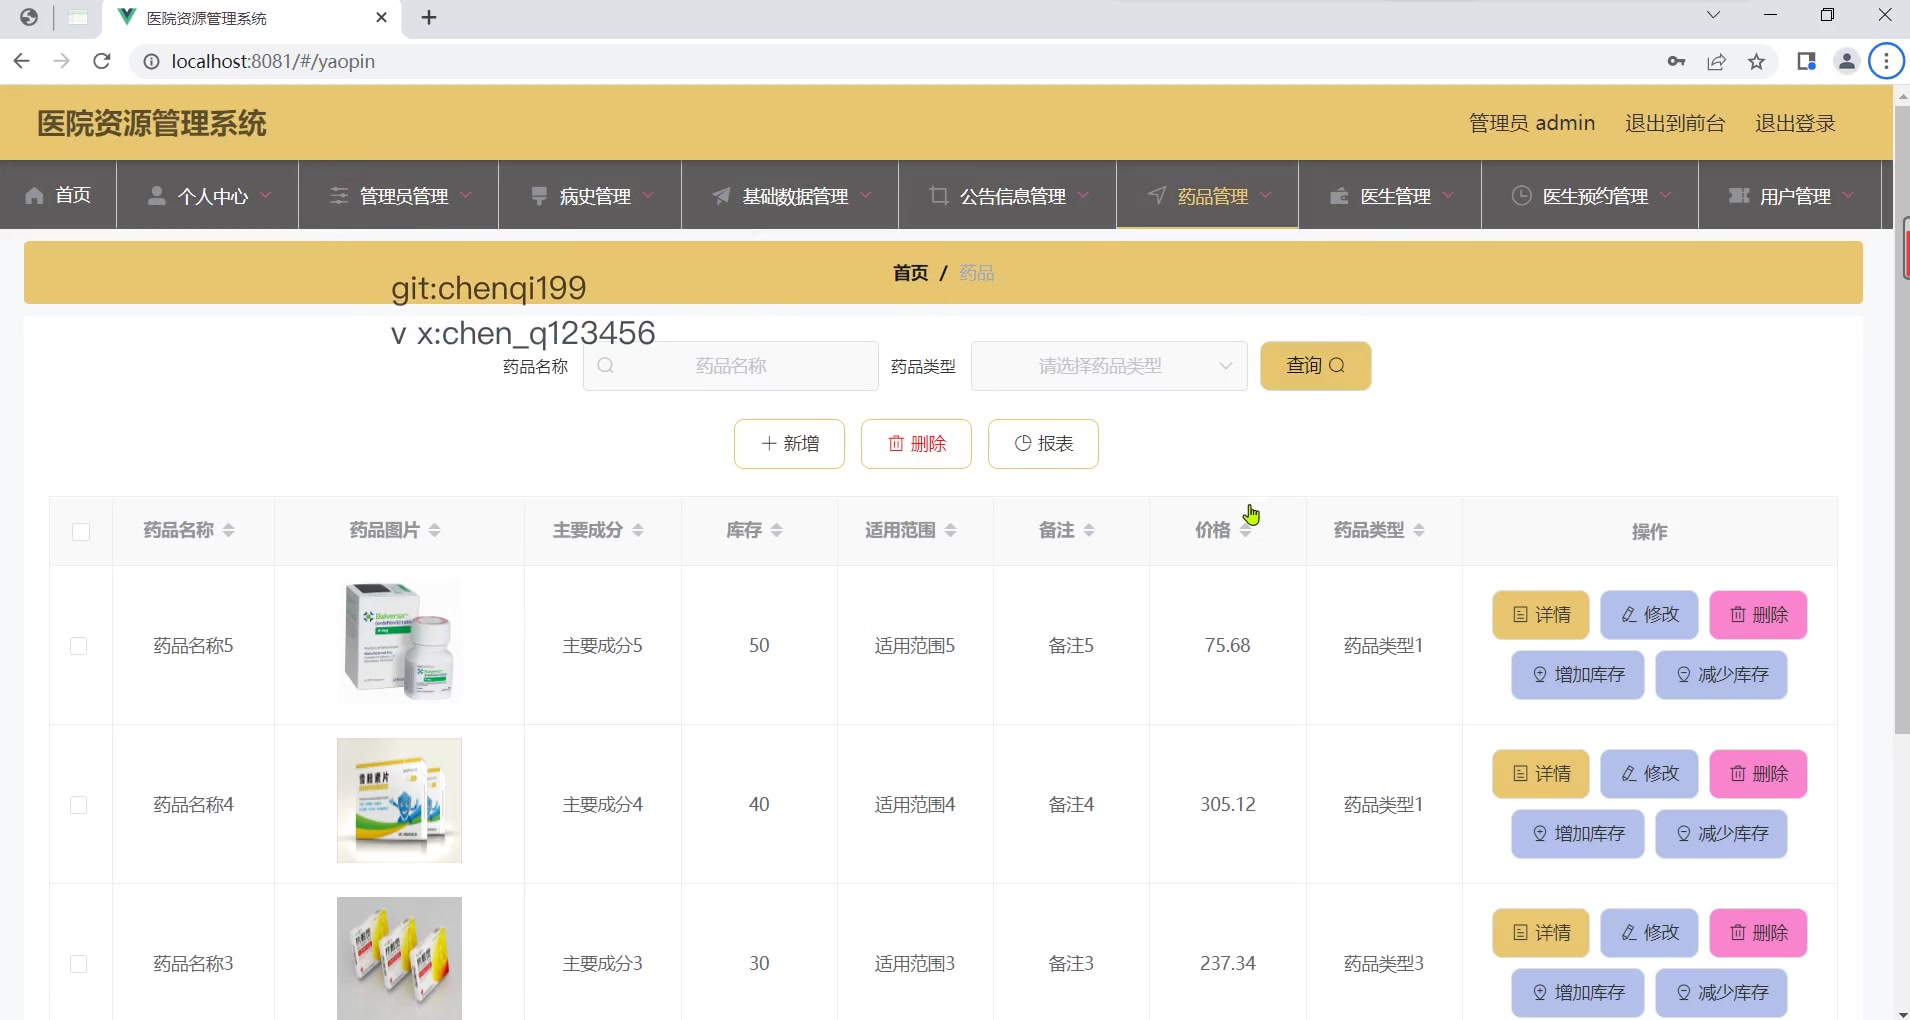 医院资源管理系统
localhost:8081/#/yaopin
医院资源管理系统
管理员 admin 退出到前台 退出登录
首页 个人中心 管理员管理 病史管理 基础数据管理 公告信息管理 药品管理 医生管理 医生预约管理 用户管理
首页 / 药品
git:chenqi199
v x:chen_q123456
药品名称 药品名称 药品类型 请选择药品类型 查询
新增 删除 报表
药品名称 药品图片 主要成分 库存 适用范围 备注 价格 药品类型 操作
药品名称5 主要成分5 50 适用范围5 备注5 75.68 药品类型1 详情 修改 删除
增加库存 减少库存
药品名称4 主要成分4 40 适用范围4 备注4 305.12 药品类型1 详情 修改 删除
增加库存 减少库存
药品名称3 主要成分3 30 适用范围3 备注3 237.34 药品类型3 详情 修改 删除
增加库存 减少库存